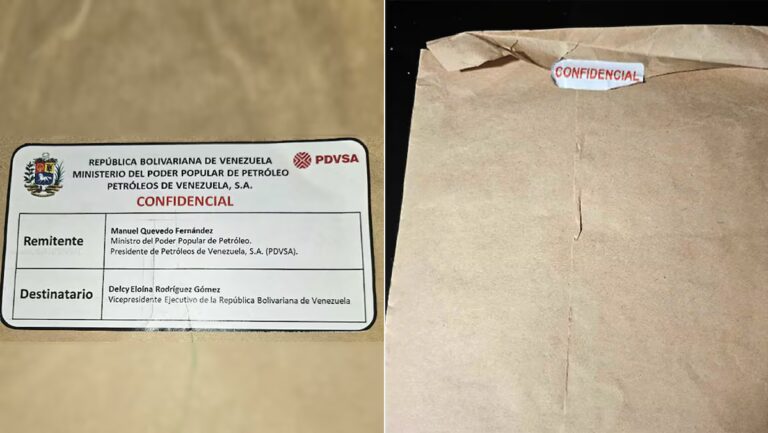 REPÚBLICA BOLIVARIANA DE VENEZUELA
PDVSA
MINISTERIO DEL PODER POPULAR DE PETRÓLEO
PETRÓLEOS DE VENEZUELA, S.A.
CONFIDENCIAL
Remitente
Manuel Quevedo Fernández
Ministro del Poder Popular de Petróleo.
Presidente de Petróleos de Venezuela, S.A. (PDVSA).
Destinatario
Delcy Eloína Rodríguez Gómez
Vicepresidente Ejecutivo de la República Bolivariana de Venezuela
CONFIDENCIAL